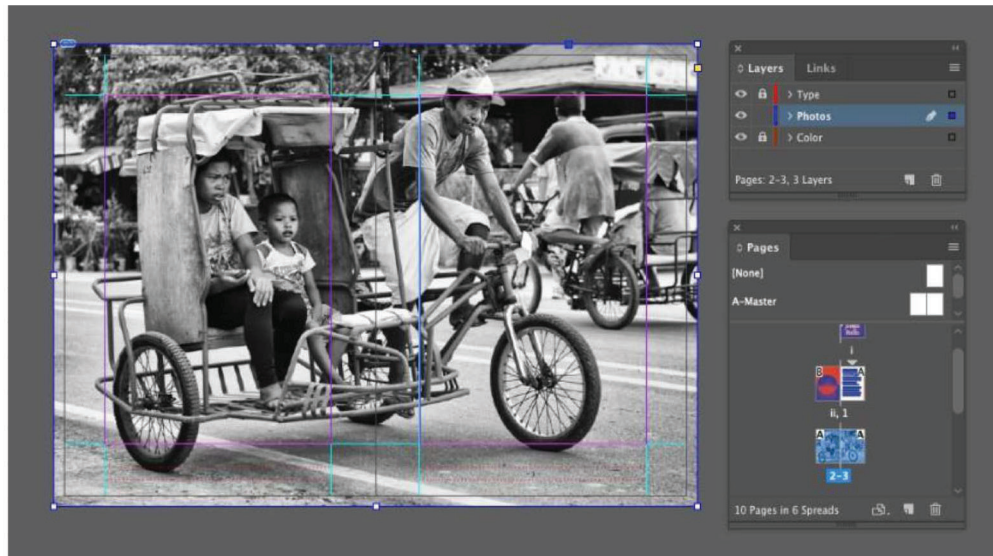 Layers Links
Type
Photos
Color
Pages: 2-3, 3 Layers
Pages
[None]
A-Master
i
B A
ii, 1
A A
2-3
10 Pages in 6 Spreads